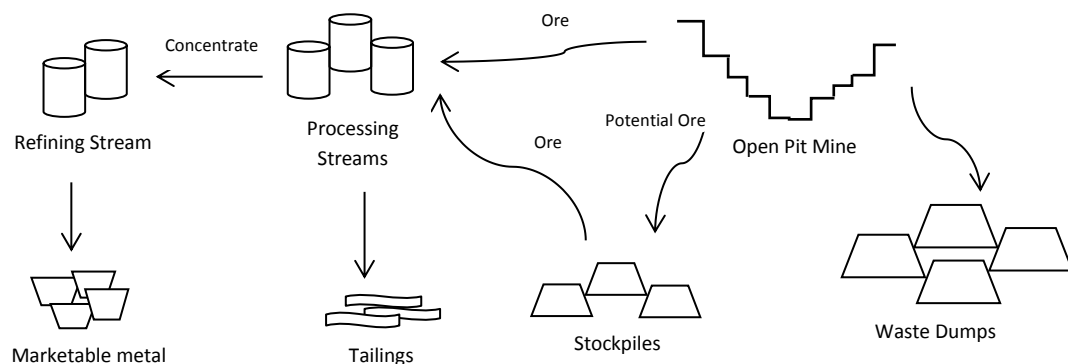 Ore
Concentrate
Refining Stream
Processing
Streams
Ore
Potential Ore
Open Pit Mine
Marketable metal
Tailings
Stockpiles
Waste Dumps